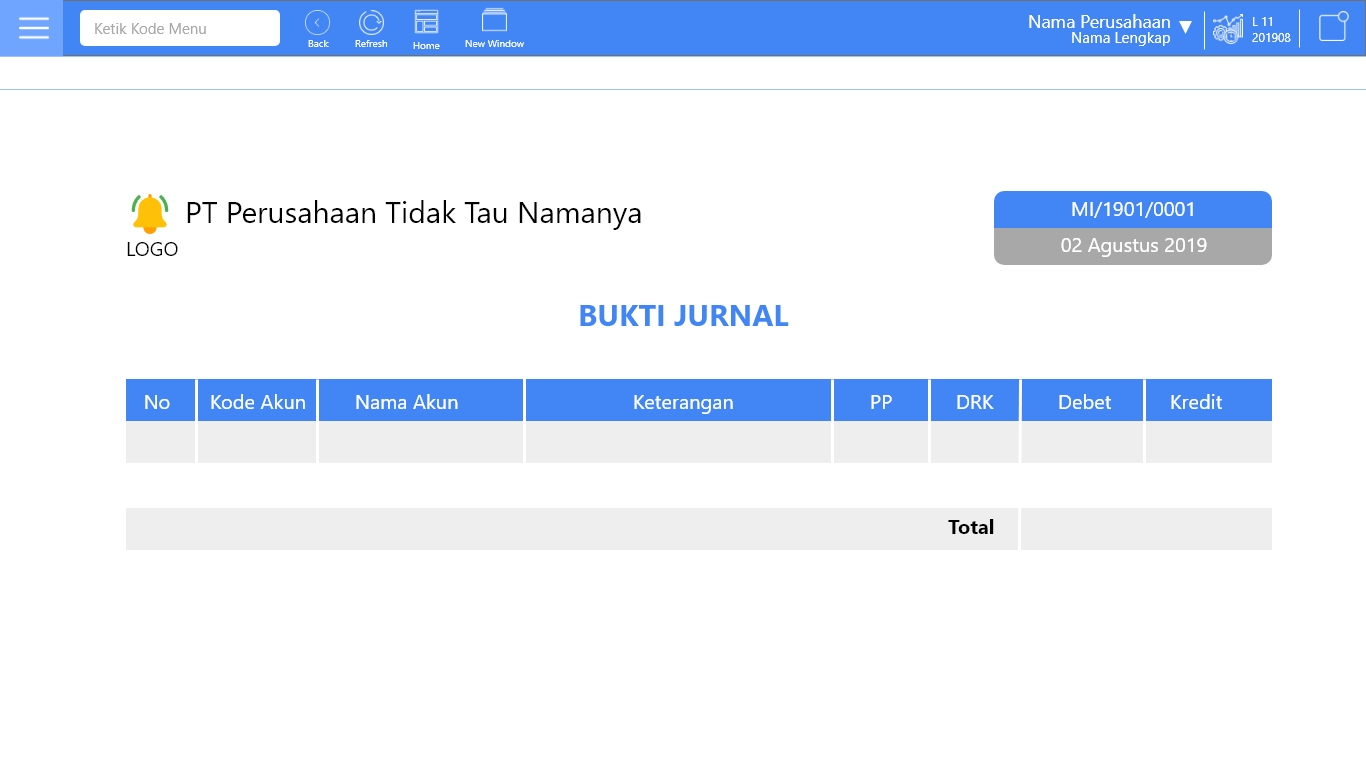 Ketik Kode Menu
Back
Refresh
Home
New Window
Nama Perusahaan ▼
Nama Lengkap
L 11
201908
PT Perusahaan Tidak Tau Namanya
LOGO
MI/1901/0001
02 Agustus 2019
BUKTI JURNAL
No Kode Akun Nama Akun Keterangan PP DRK Debet Kredit
Total